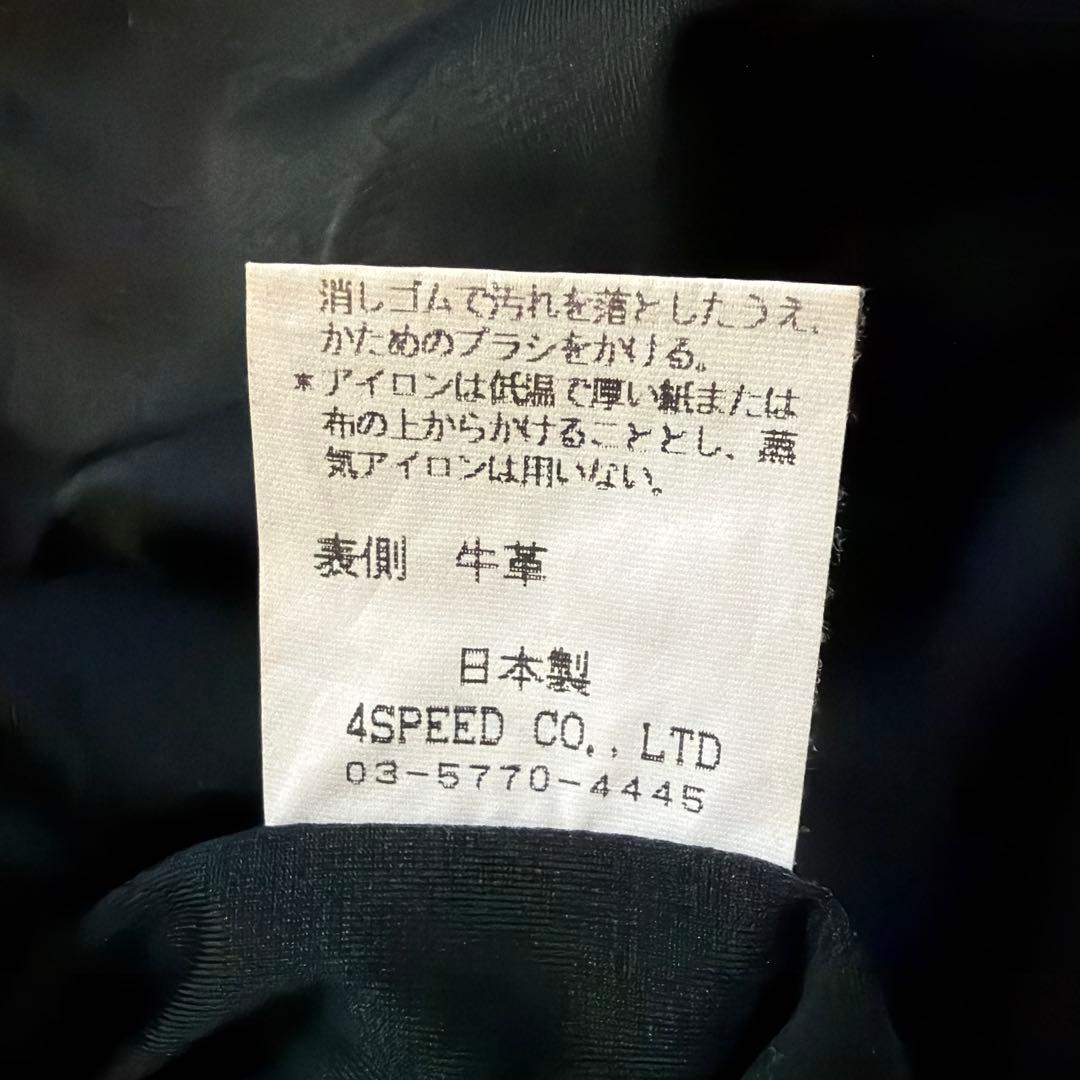 消しゴムで汚れを落としたうえ、
かためのブラシをかける。
*アイロンは低温で厚い紙または
布の上からかけることとし、蒸
気アイロンは用いない。
表側 牛革
日本製
4SPEED CO., LTD
03-5770-4445